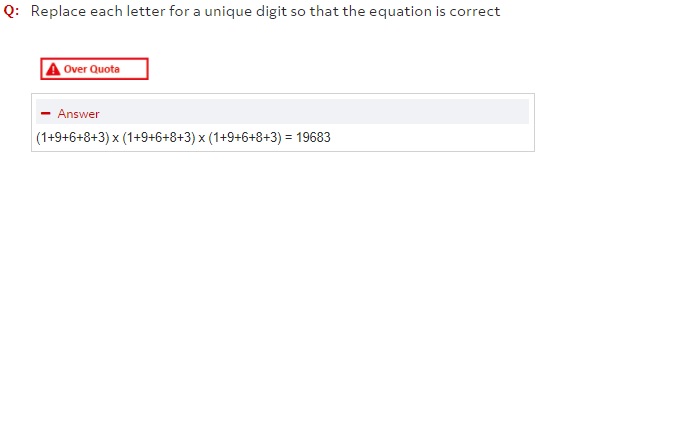 Q: Replace each letter for a unique digit so that the equation is correct
Over Quota
– Answer
(1+9+6+8+3) x (1+9+6+8+3) x (1+9+6+8+3) = 19683